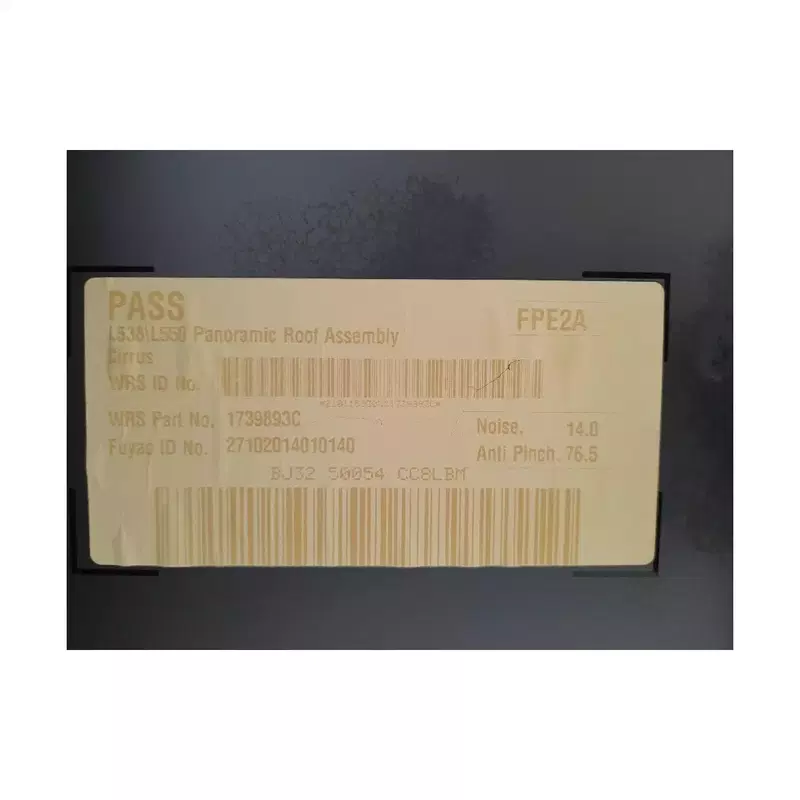 PASS
FPE2A
L538\L550 Panoramic Roof Assembly
Cirrus
WRS ID No.
WRS Part No. 1739893C
Noise. 14.0
Fuyao ID No. 27102014010140
Anti Pinch. 76.5
BJ32 50054 CC8LBM